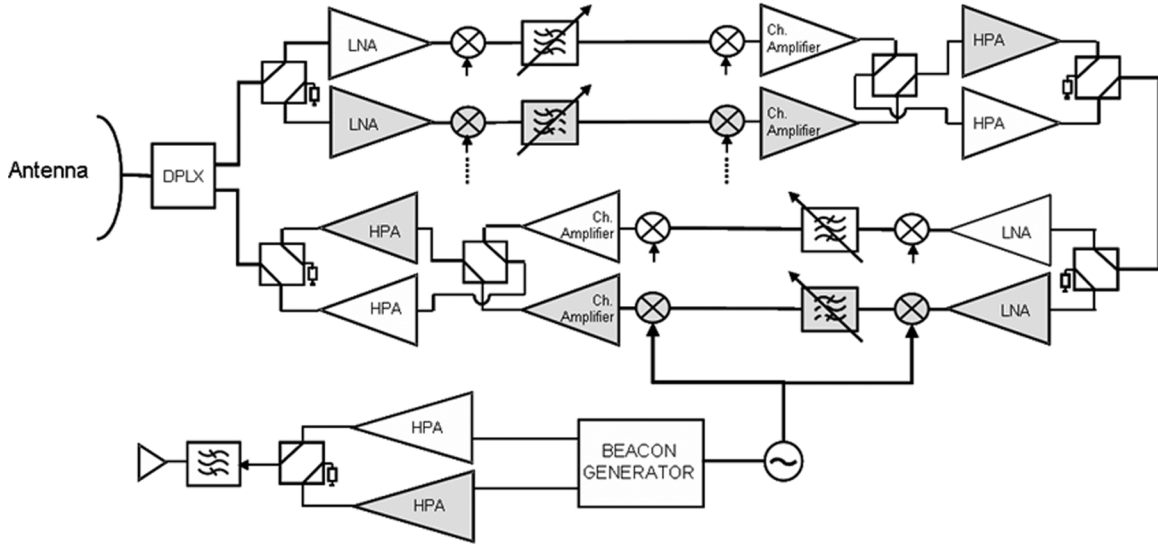 LNA
Ch.
Amplifier
HPA
LNA
Ch.
Amplifier
HPA
Antenna
DPLX
HPA
Ch.
Amplifier
LNA
HPA
Ch.
Amplifier
LNA
HPA
BEACON
GENERATOR
HPA